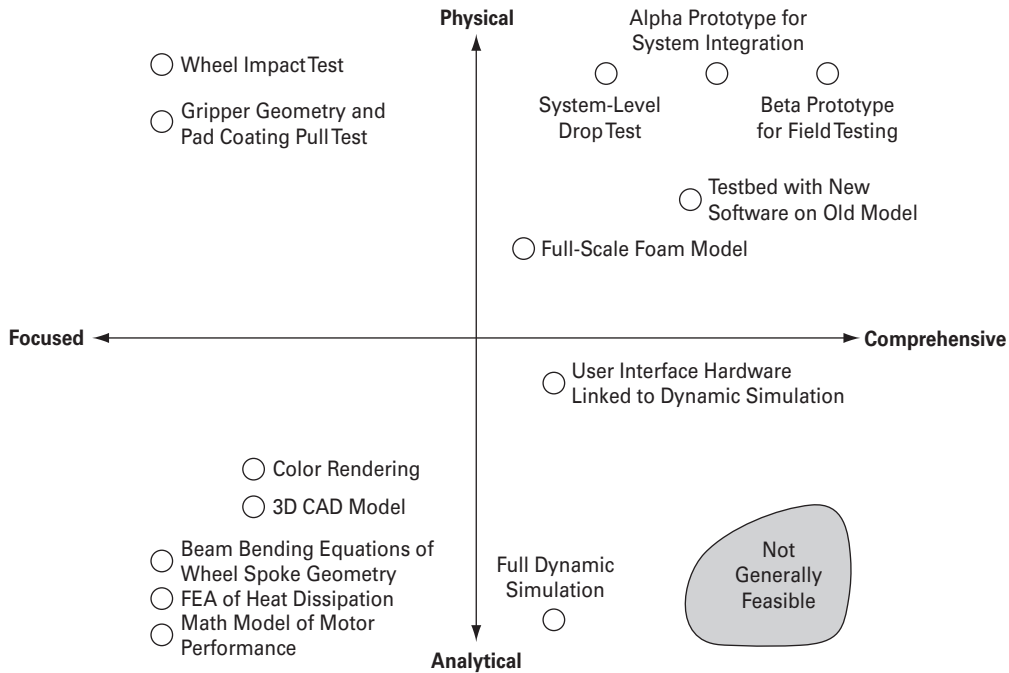 Physical
Alpha Prototype for
System Integration
Wheel Impact Test
Gripper Geometry and
Pad Coating Pull Test
System-Level
Drop Test
Beta Prototype
for Field Testing
Testbed with New
Software on Old Model
Full-Scale Foam Model
Focused
Comprehensive
User Interface Hardware
Linked to Dynamic Simulation
Color Rendering
3D CAD Model
Beam Bending Equations of
Wheel Spoke Geometry
FEA of Heat Dissipation
Math Model of Motor
Performance
Full Dynamic
Simulation
Not
Generally
Feasible
Analytical